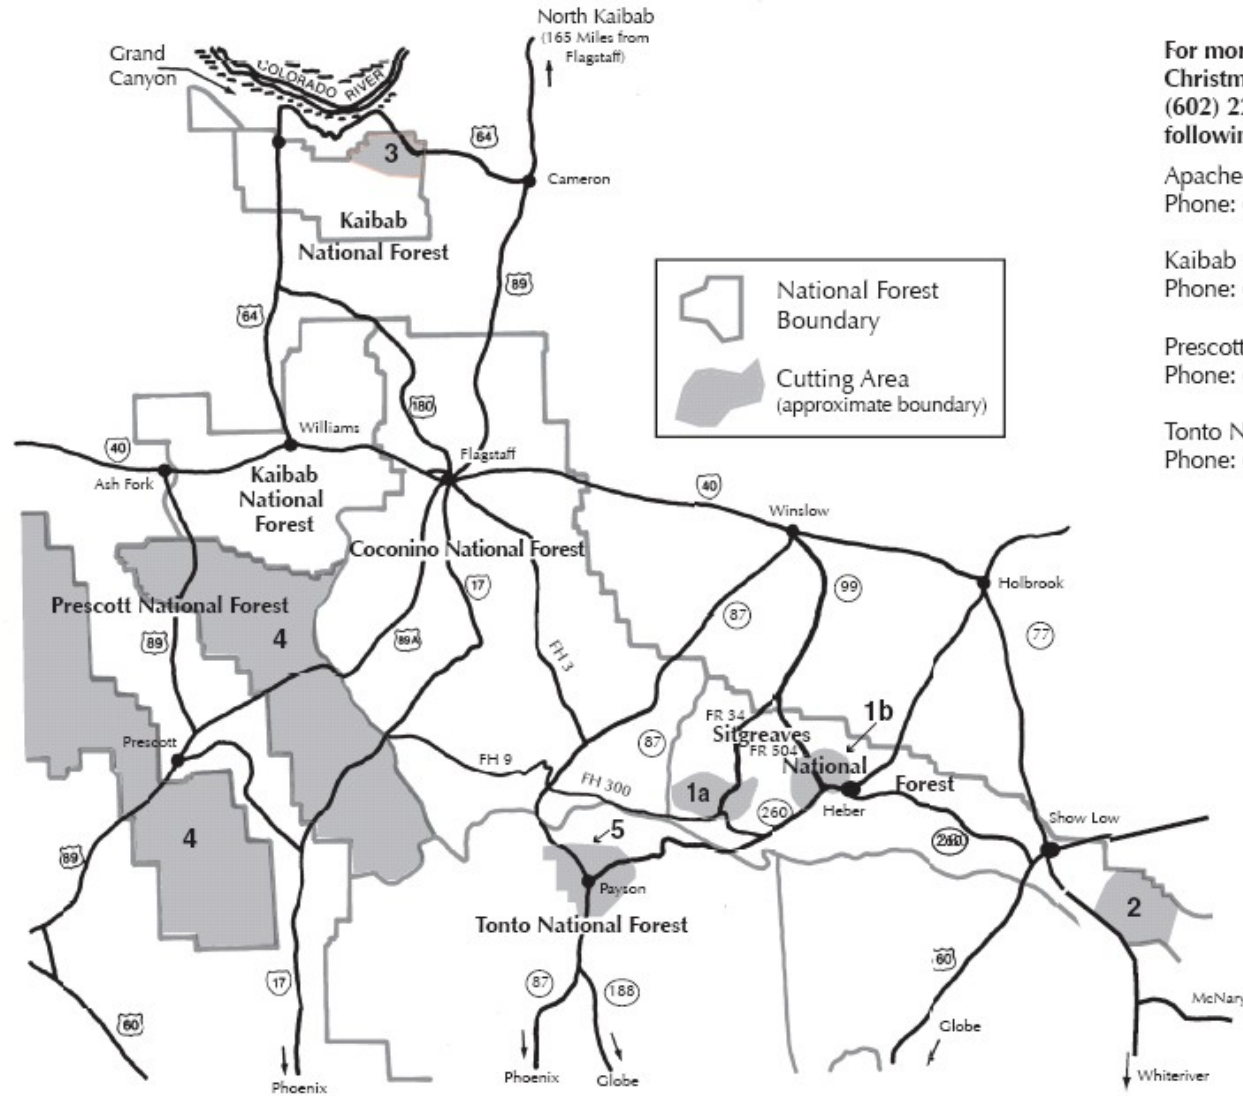 North Kaibab
(165 Miles from
Flagstaff)
Grand
Canyon
COLORADO RIVER
64
3
Cameron
Kaibab
National Forest
89
64
National Forest
Boundary
Cutting Area
(approximate boundary)
180
Williams
40
Ash Fork
Flagstaff
Kaibab
National
Forest
40
Winslow
Coconino National Forest
17
99
Holbrook
Prescott National Forest
4
89
89A
FH 3
87
77
FR 34
1b
Sitgreaves
FR 504
National
Forest
Prescott
87
FH 9
FH 300
1a
260
Heber
Show Low
4
5
89
Payson
2
Tonto National Forest
17
87
188
60
60
McNary
Globe
Phoenix
Phoenix
Globe
Whiteriver
For mor
Christm
(602) 2
followin
Apache
Phone:
Kaibab
Phone:
Prescott
Phone:
Tonto N
Phone: